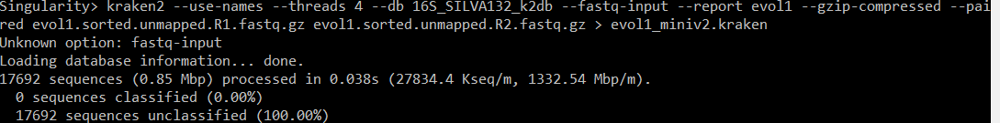 Singularity> kraken2 --use-names --threads 4 --db 16S_SILVA132_k2db --fastq-input --report evol1 --gzip-compressed --pai
red evol1.sorted.unmapped.R1.fastq.gz evol1.sorted.unmapped.R2.fastq.gz > evol1_miniv2.kraken
Unknown option: fastq-input
Loading database information... done.
17692 sequences (0.85 Mbp) processed in 0.038s (27834.4 Kseq/m, 1332.54 Mbp/m).
  0 sequences classified (0.00%)
  17692 sequences unclassified (100.00%)